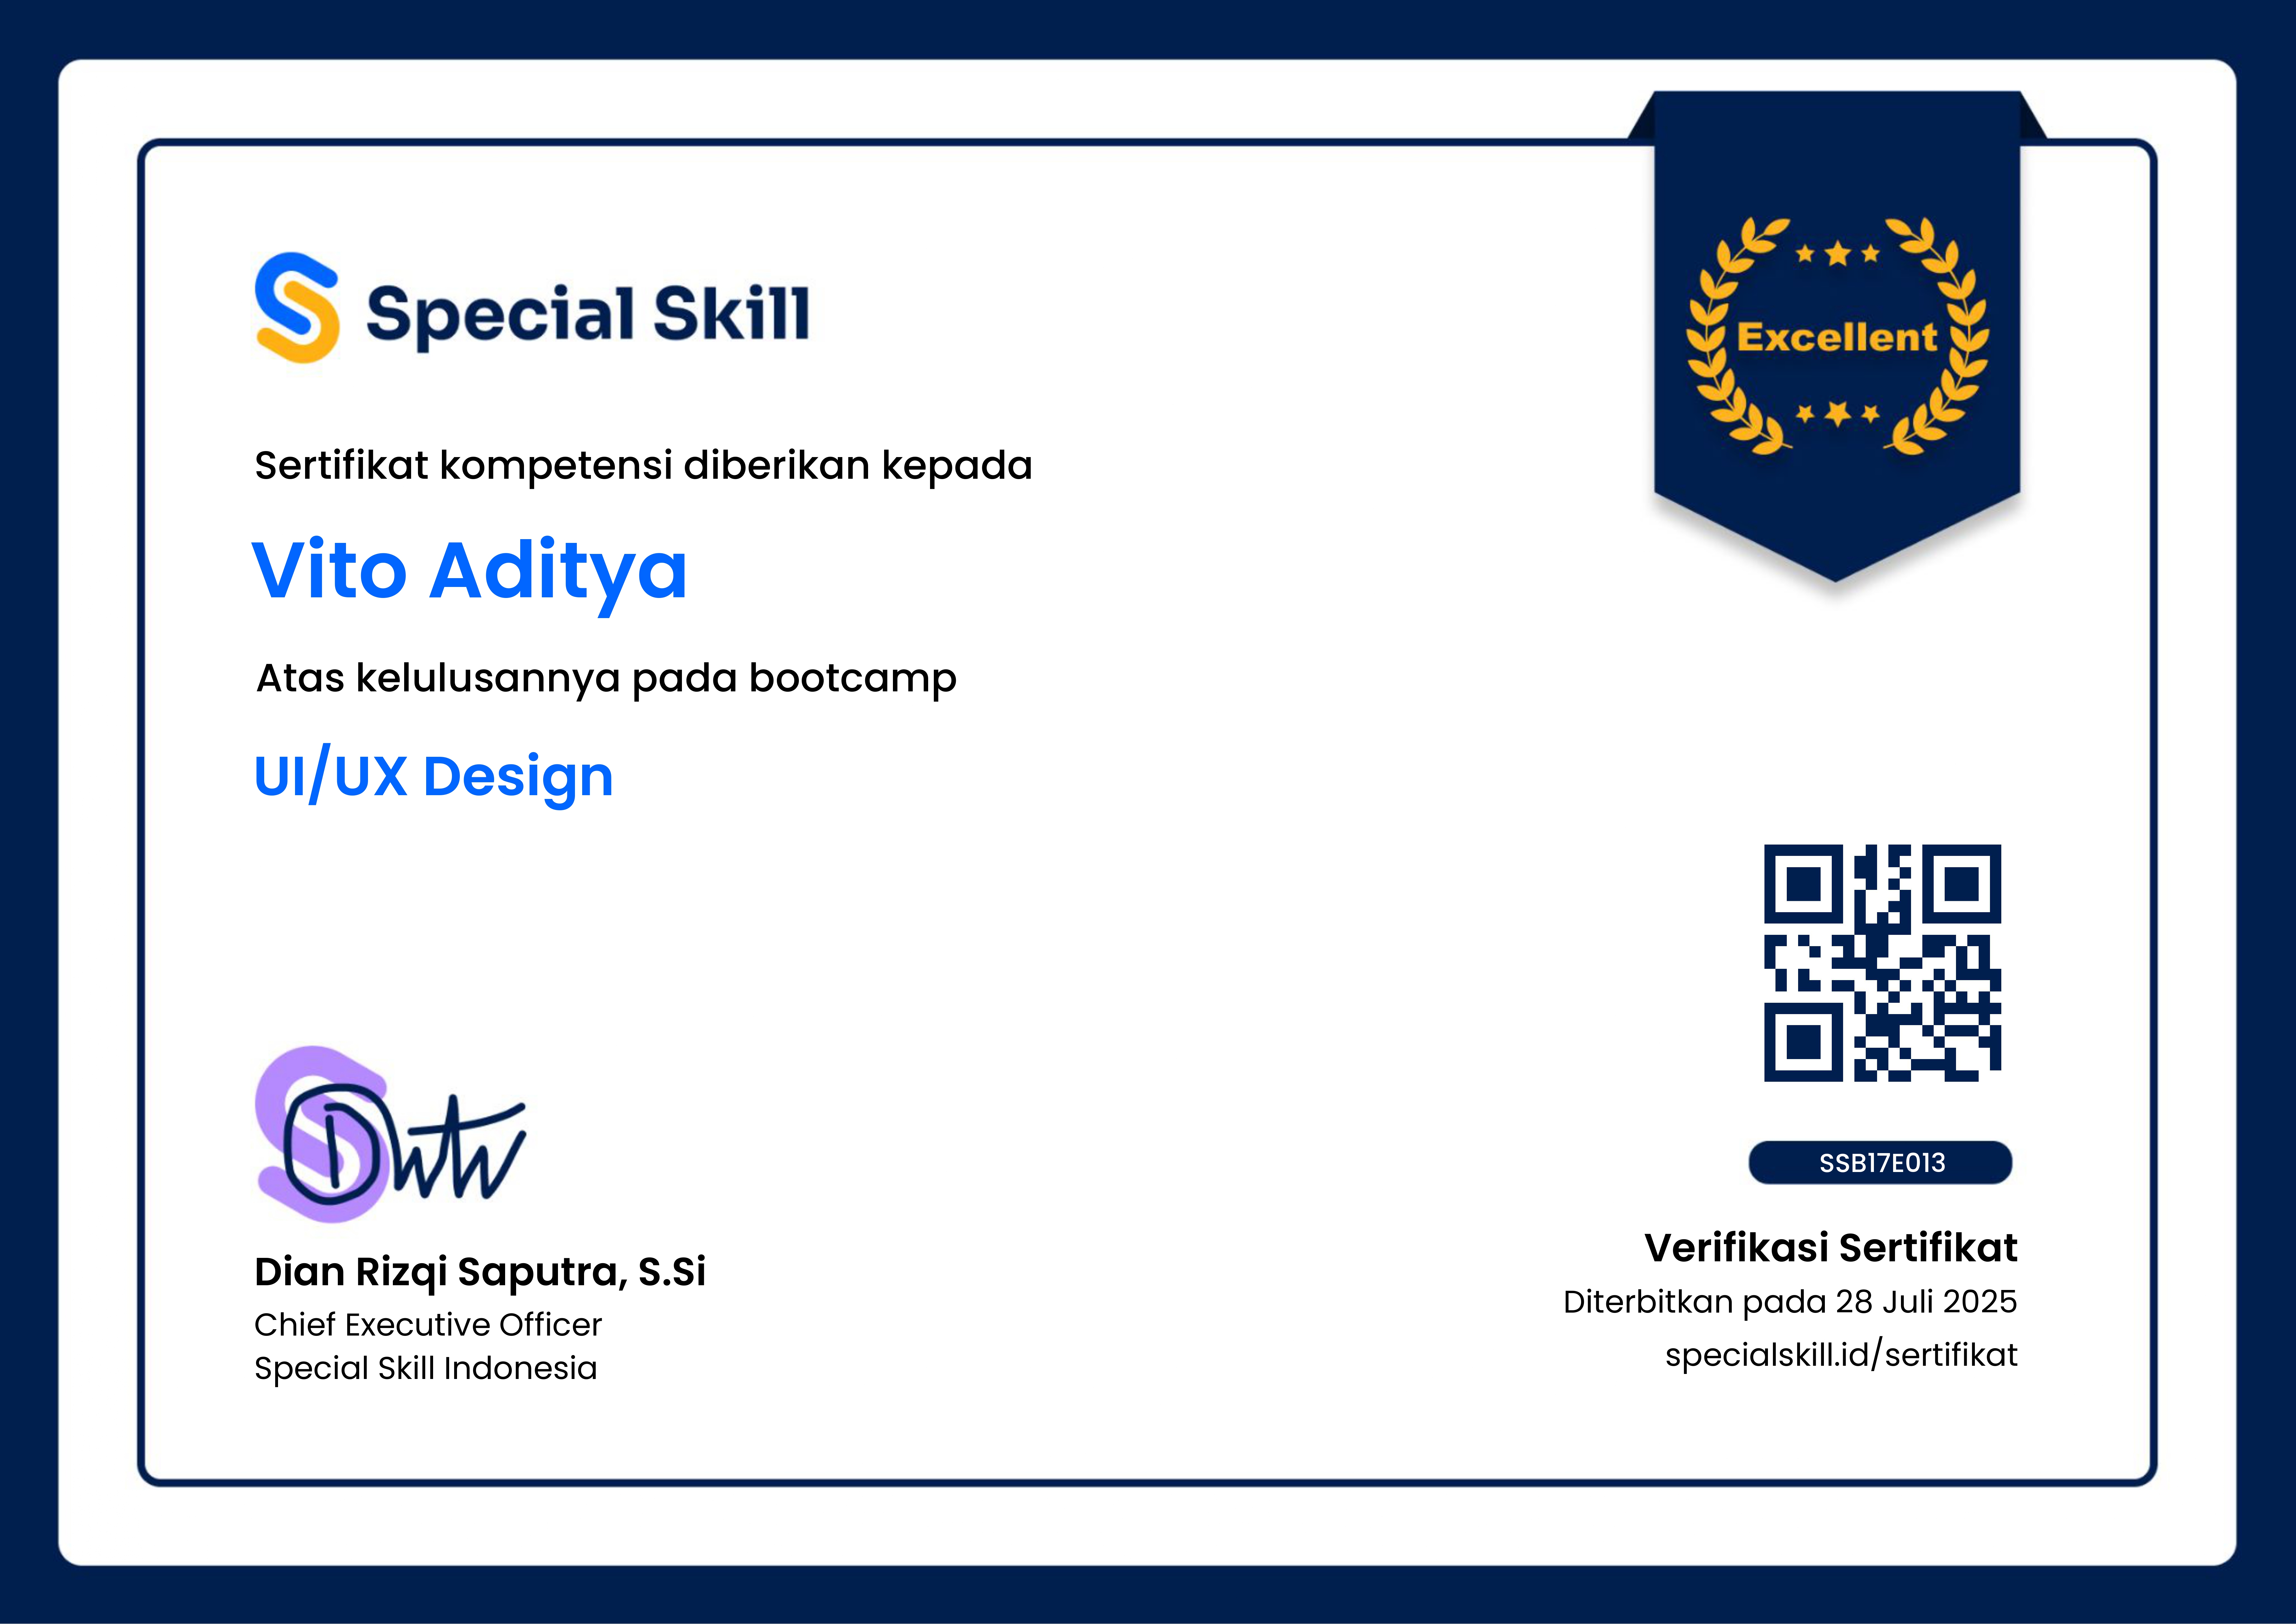 Special Skill
Excellent
Sertifikat kompetensi diberikan kepada
Vito Aditya
Atas kelulusannya pada bootcamp
UI/UX Design
Dian Rizqi Saputra, S.Si
Chief Executive Officer
Special Skill Indonesia
SSB17E013
Verifikasi Sertifikat
Diterbitkan pada 28 Juli 2025
specialskill.id/sertifikat